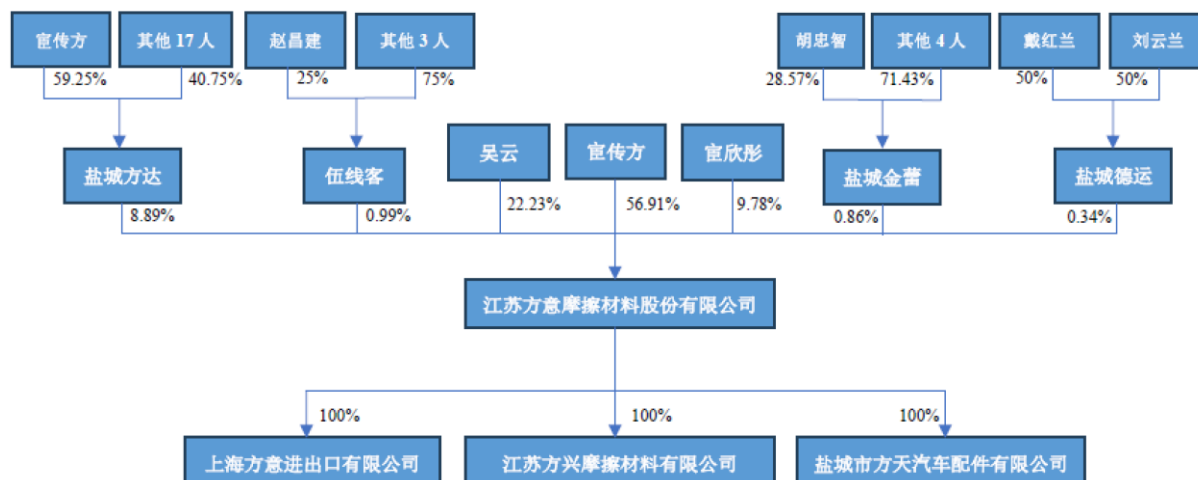 宦传方
其他 17 人
赵昌建
其他 3 人
胡忠智
其他 4 人
戴红兰
刘云兰
59.25%
40.75%
25%
75%
28.57%
71.43%
50%
50%
吴云
宦传方
宦欣彤
盐城方达
伍线客
盐城金蕾
盐城德运
8.89%
0.99%
22.23%
56.91%
9.78%
0.86%
0.34%
江苏方意摩擦材料股份有限公司
100%
100%
100%
上海方意进出口有限公司
江苏方兴摩擦材料有限公司
盐城市方天汽车配件有限公司